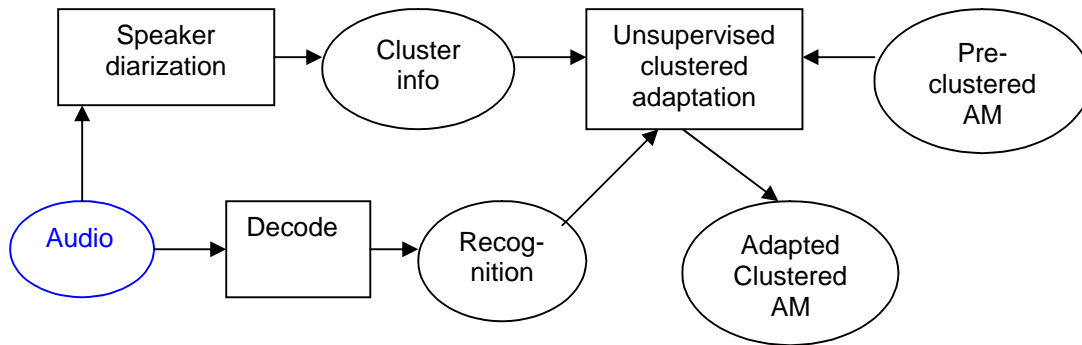 Speaker
diarization
Cluster
info
Unsupervised
clustered
adaptation
Pre-
clustered
AM
Audio
Decode
Recog-
nition
Adapted
Clustered
AM